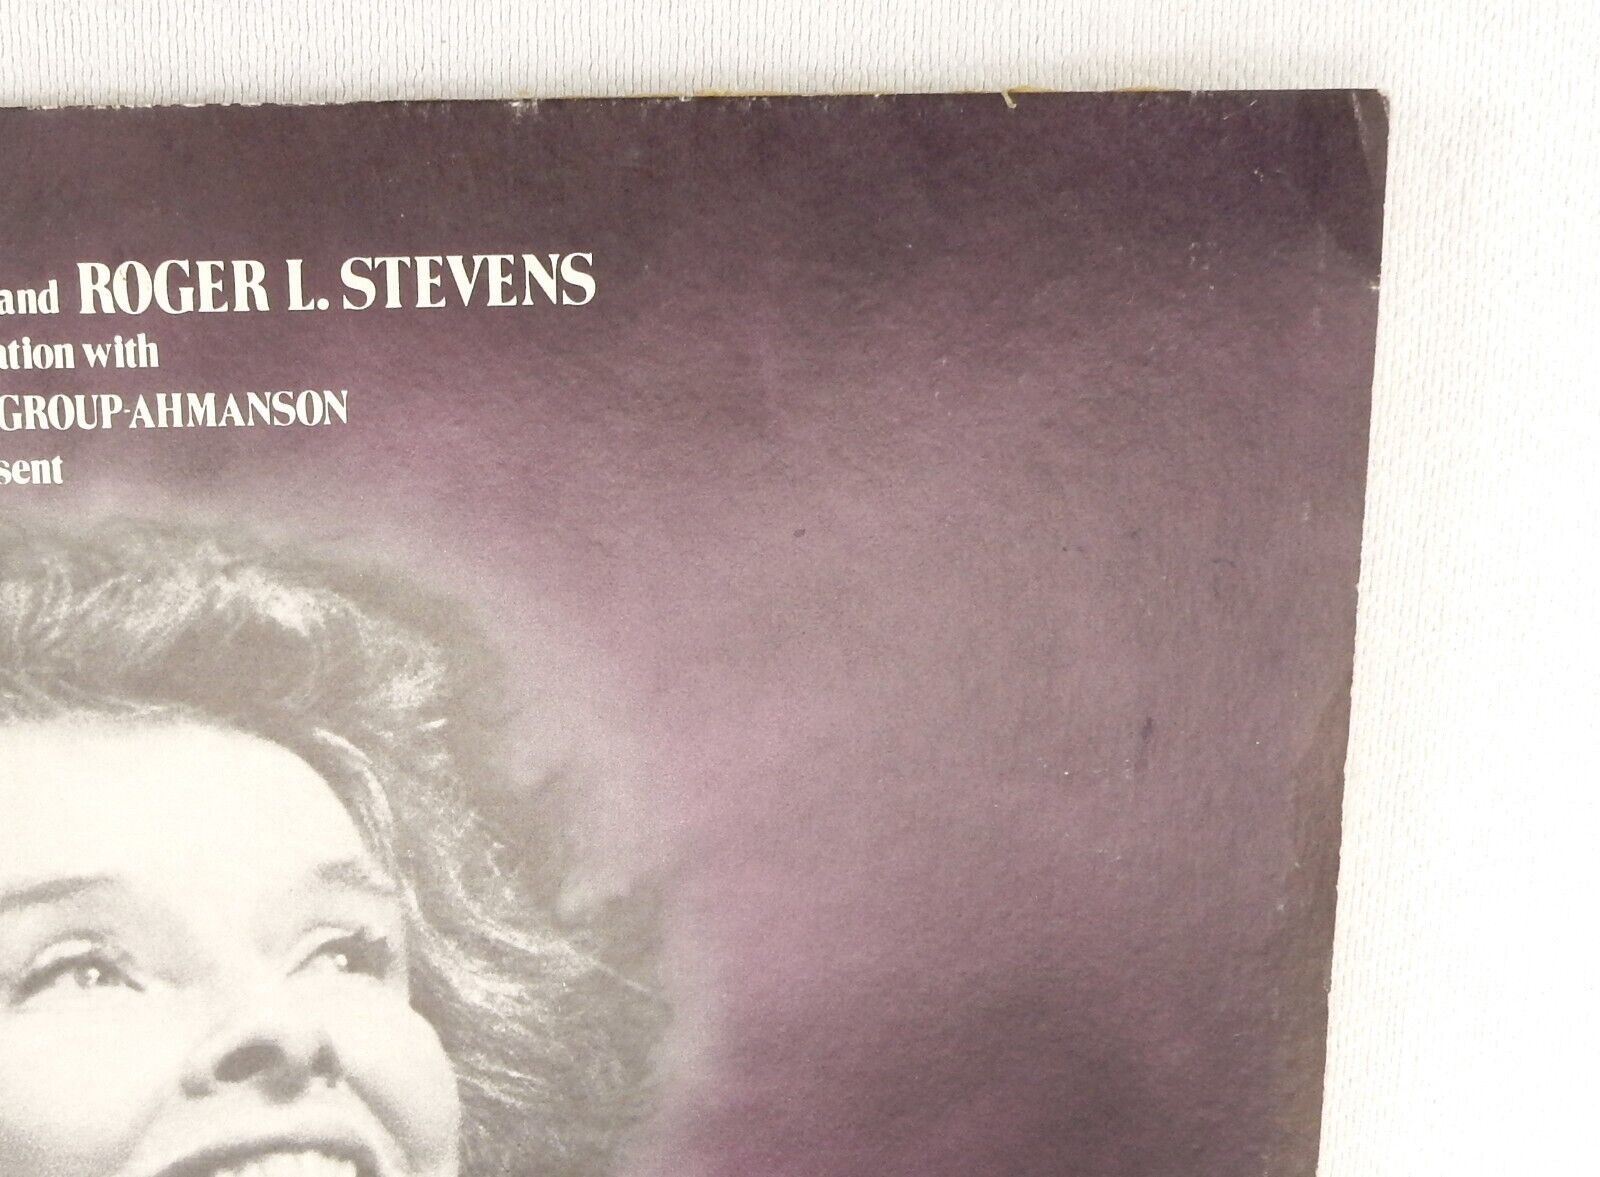 and ROGER L. STEVENS
ation with
GROUP-AHMANSON
sent